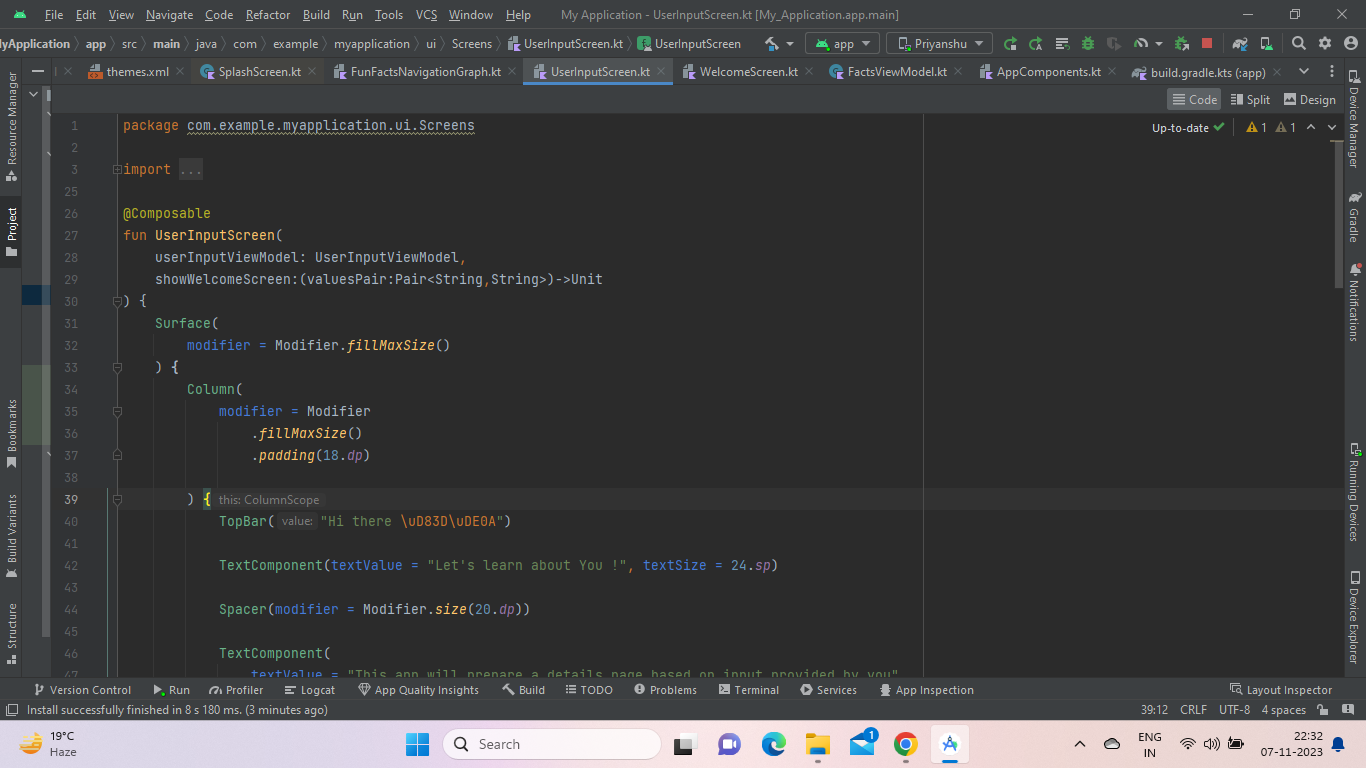 File Edit View Navigate Code Refactor Build Run Tools VCS Window Help My Application - UserInputScreen.kt [My_Application.app.main]
MyApplication app src main java com example myapplication ui Screens UserInputScreen.kt UserInputScreen app Priyanshu
themes.xml SplashScreen.kt FunFactsNavigationGraph.kt UserInputScreen.kt WelcomeScreen.kt FactsViewModel.kt AppComponents.kt build.gradle.kts (:app)
Code Split Design
Up-to-date 1 1
1 package com.example.myapplication.ui.Screens
2
3 import ...
25
26 @Composable
27 fun UserInputScreen(
28 userInputViewModel: UserInputViewModel,
29 showWelcomeScreen:(valuesPair:Pair<String,String>)->Unit
30 ) {
31 Surface(
32 modifier = Modifier.fillMaxSize()
33 ) {
34 Column(
35 modifier = Modifier
36 .fillMaxSize()
37 .padding(18.dp)
38
39 ) { this: ColumnScope
40 TopBar( value: "Hi there \uD83D\uDE0A")
41
42 TextComponent(textValue = "Let's learn about You !", textSize = 24.sp)
43
44 Spacer(modifier = Modifier.size(20.dp))
45
46 TextComponent(
47 textValue = "This app will prepare a details page based on input provided by you"
Resource Manager
Project
Bookmarks
Build Variants
Structure
Device Manager
Gradle
Notifications
Running Devices
Device Explorer
Version Control Run Profiler Logcat App Quality Insights Build TODO Problems Terminal Services App Inspection Layout Inspector
Install successfully finished in 8 s 180 ms. (3 minutes ago) 39:12 CRLF UTF-8 4 spaces
19°C
Haze
Search
1
ENG
IN
22:32
07-11-2023